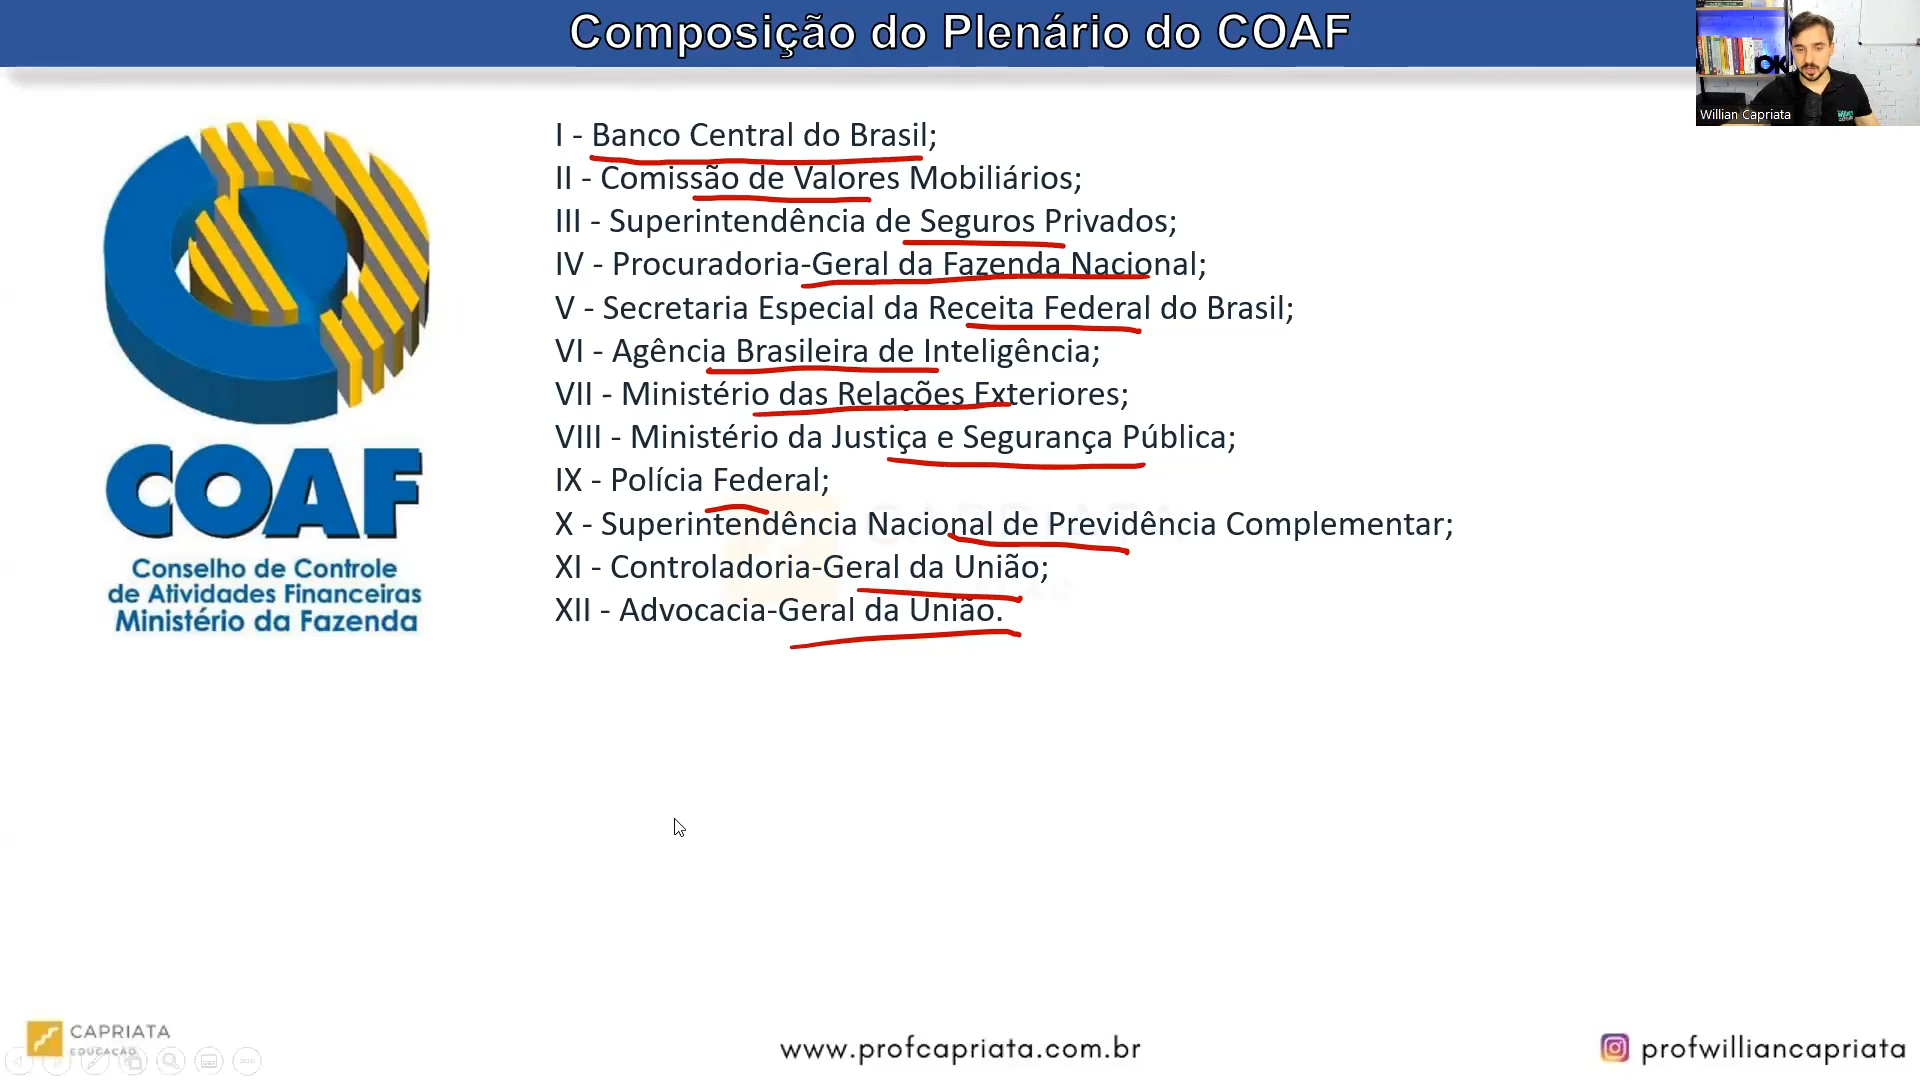 Composição do Plenário do COAF
Willian Capriata
I - Banco Central do Brasil;
II - Comissão de Valores Mobiliários;
III - Superintendência de Seguros Privados;
IV - Procuradoria-Geral da Fazenda Nacional;
V - Secretaria Especial da Receita Federal do Brasil;
VI - Agência Brasileira de Inteligência;
VII - Ministério das Relações Exteriores;
VIII - Ministério da Justiça e Segurança Pública;
IX - Polícia Federal;
X - Superintendência Nacional de Previdência Complementar;
XI - Controladoria-Geral da União;
XII - Advocacia-Geral da União.
COAF
Conselho de Controle
de Atividades Financeiras
Ministério da Fazenda
CAPRIATA
EDUCAÇÃO
www.profcapriata.com.br
profwilliancapriata